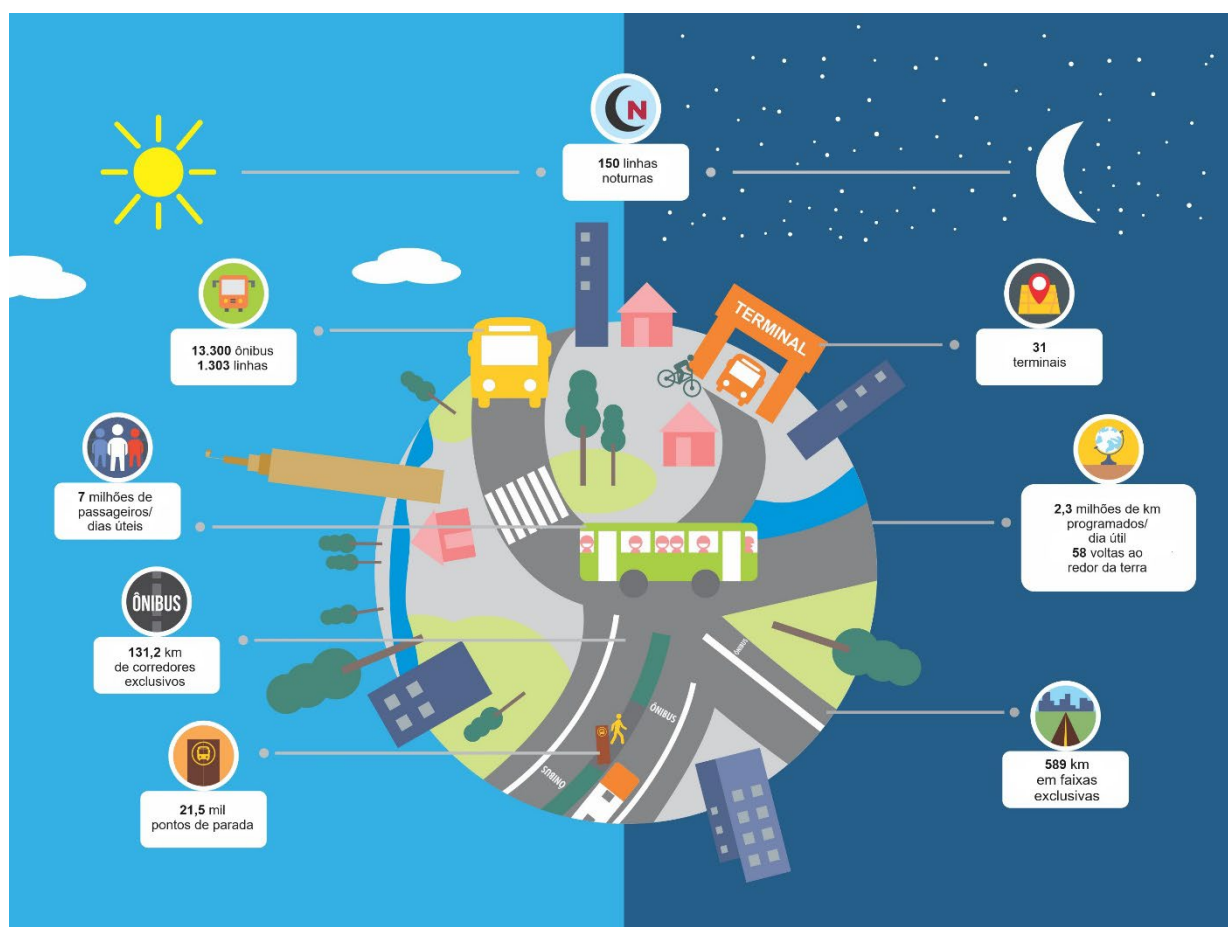 N
150 linhas
noturnas
13.300 ônibus
1.303 linhas
TERMINAL
31
terminais
7 milhões de
passageiros/
dias úteis
2,3 milhões de km
programados/
dia útil
58 voltas ao
redor da terra
ÔNIBUS
131,2 km
de corredores
exclusivos
ÔNIBUS
ÔNIBUS
ÔNIBUS
589 km
em faixas
exclusivas
21,5 mil
pontos de parada